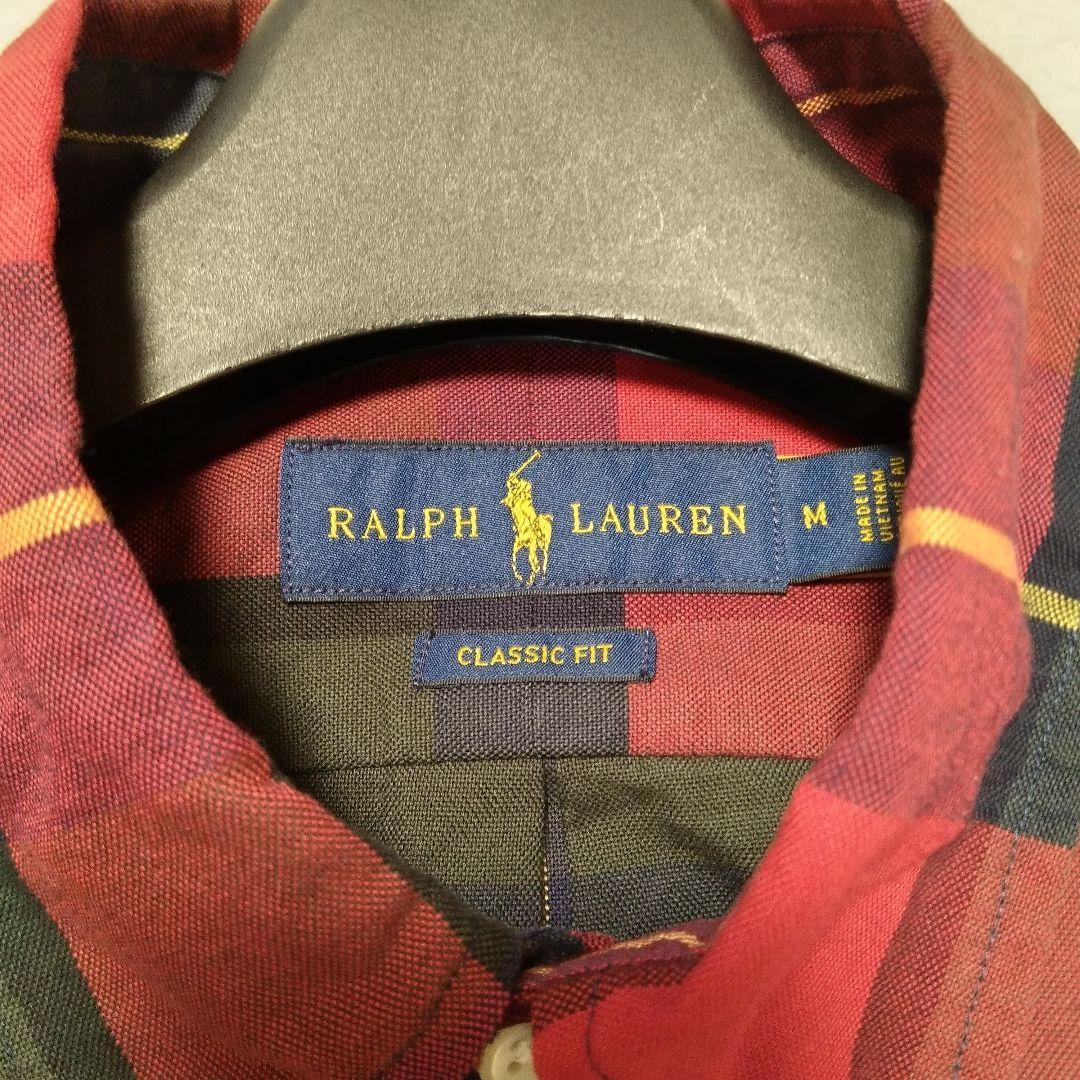 RALPH LAUREN
M
MADE IN
VIETNAM
CLASSIC FIT